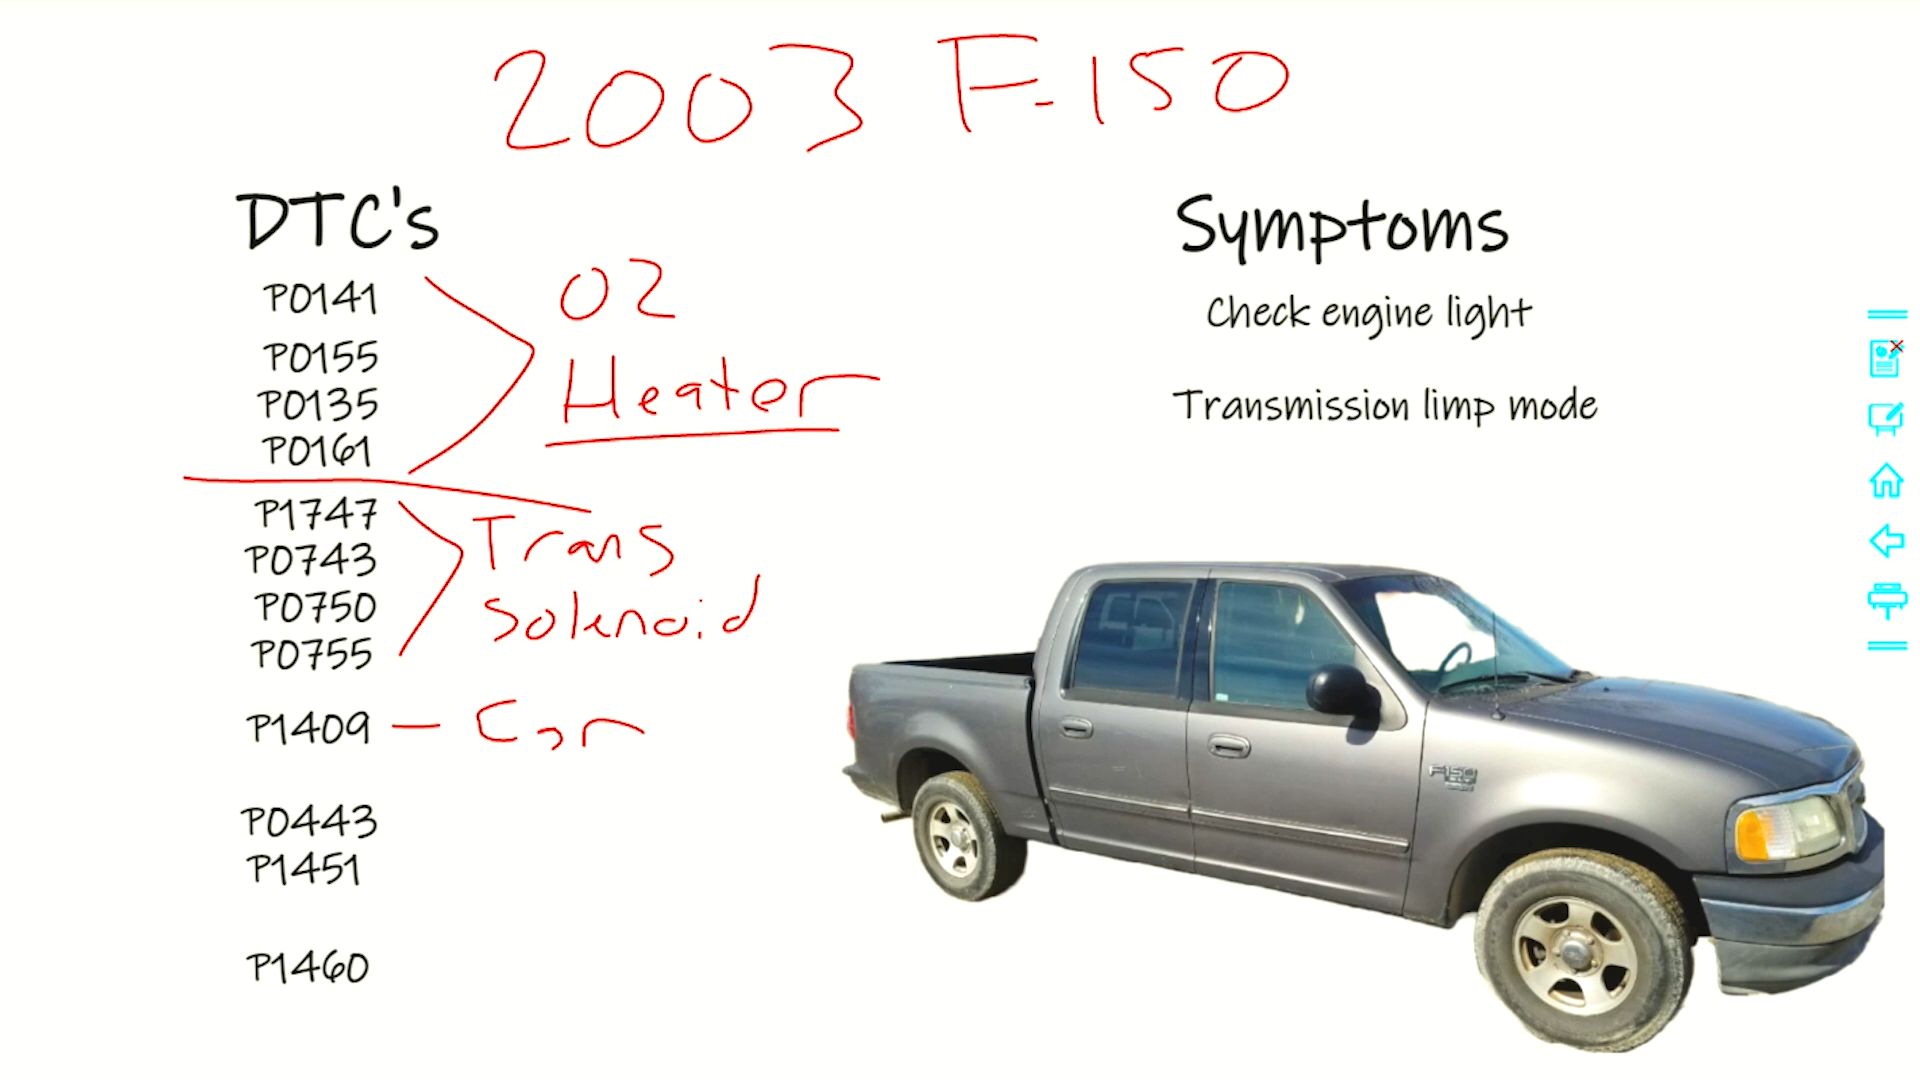 2003 F-150
DTC's
P0141
P0155
P0135
P0161
O2
Heater
P1747
P0743
P0750
P0755
Trans
Solenoid
P1409 -
P0443
P1451
P1460
Symptoms
Check engine light
Transmission limp mode
F150